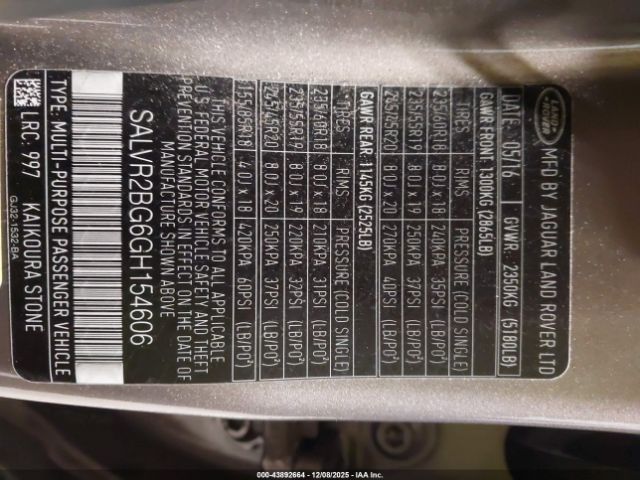 LAND ROVER
MFD BY JAGUAR LAND ROVER LTD
DATE: 05/16 GVWR: 2350KG (5180LB)
GAWR FRONT: 1300KG (2865LB)
TIRES RIMS PRESSURE (COLD SINGLE)
235/60R18 8.0J x 18 240KPA 35PSI (LB/PO²)
235/55R19 8.0J x 19 250KPA 37PSI (LB/PO²)
245/45R20 8.0J x 20 270KPA 40PSI (LB/PO²)
GAWR REAR: 1145KG (2525LB)
TIRES RIMS PRESSURE (COLD SINGLE)
235/60R18 8.0J x 18 210KPA 31PSI (LB/PO²)
235/55R19 8.0J x 19 220KPA 32PSI (LB/PO²)
245/45R20 8.0J x 20 250KPA 37PSI (LB/PO²)
T155/85R18 4.0J x 18 420KPA 60PSI (LB/PO²)
THIS VEHICLE CONFORMS TO ALL APPLICABLE
U.S. FEDERAL MOTOR VEHICLE SAFETY AND THEFT
PREVENTION STANDARDS IN EFFECT ON THE DATE OF
MANUFACTURE SHOWN ABOVE
SALVR2BG6GH154606
TYPE: MULTI-PURPOSE PASSENGER VEHICLE
LRC: 997 KAIKOURA STONE
GJ32-1532-BA
000-43892664 - 12/08/2025 - IAA Inc.